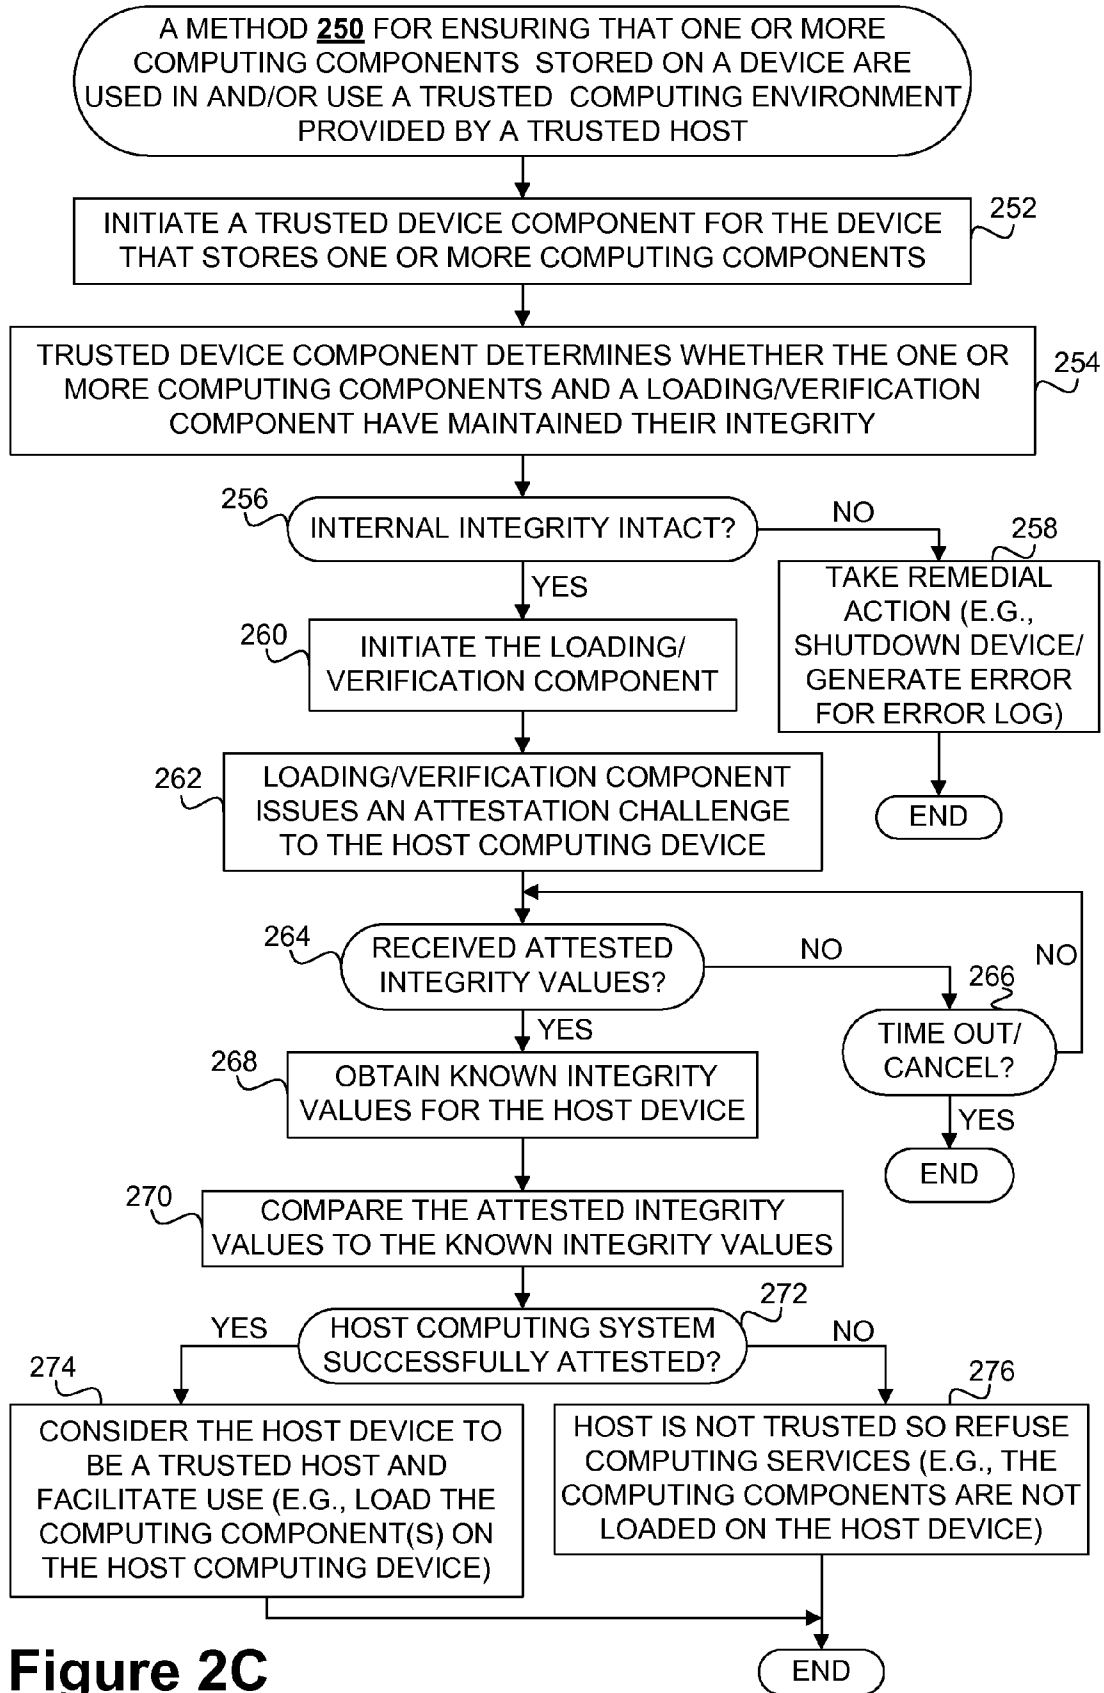 A METHOD 250 FOR ENSURING THAT ONE OR MORE
COMPUTING COMPONENTS STORED ON A DEVICE ARE
USED IN AND/OR USE A TRUSTED COMPUTING ENVIRONMENT
PROVIDED BY A TRUSTED HOST
252
INITIATE A TRUSTED DEVICE COMPONENT FOR THE DEVICE
THAT STORES ONE OR MORE COMPUTING COMPONENTS
254
TRUSTED DEVICE COMPONENT DETERMINES WHETHER THE ONE OR
MORE COMPUTING COMPONENTS AND A LOADING/VERIFICATION
COMPONENT HAVE MAINTAINED THEIR INTEGRITY
256
INTERNAL INTEGRITY INTACT?
NO
YES
258
TAKE REMEDIAL
ACTION (E.G.,
SHUTDOWN DEVICE/
GENERATE ERROR
FOR ERROR LOG)
END
260
INITIATE THE LOADING/
VERIFICATION COMPONENT
262
LOADING/VERIFICATION COMPONENT
ISSUES AN ATTESTATION CHALLENGE
TO THE HOST COMPUTING DEVICE
264
RECEIVED ATTESTED
INTEGRITY VALUES?
NO
NO
266
TIME OUT/
CANCEL?
YES
END
YES
268
OBTAIN KNOWN INTEGRITY
VALUES FOR THE HOST DEVICE
270
COMPARE THE ATTESTED INTEGRITY
VALUES TO THE KNOWN INTEGRITY VALUES
272
HOST COMPUTING SYSTEM
SUCCESSFULLY ATTESTED?
YES
NO
274
CONSIDER THE HOST DEVICE TO
BE A TRUSTED HOST AND
FACILITATE USE (E.G., LOAD THE
COMPUTING COMPONENT(S) ON
THE HOST COMPUTING DEVICE)
276
HOST IS NOT TRUSTED SO REFUSE
COMPUTING SERVICES (E.G., THE
COMPUTING COMPONENTS ARE NOT
LOADED ON THE HOST DEVICE)
END
Figure 2C